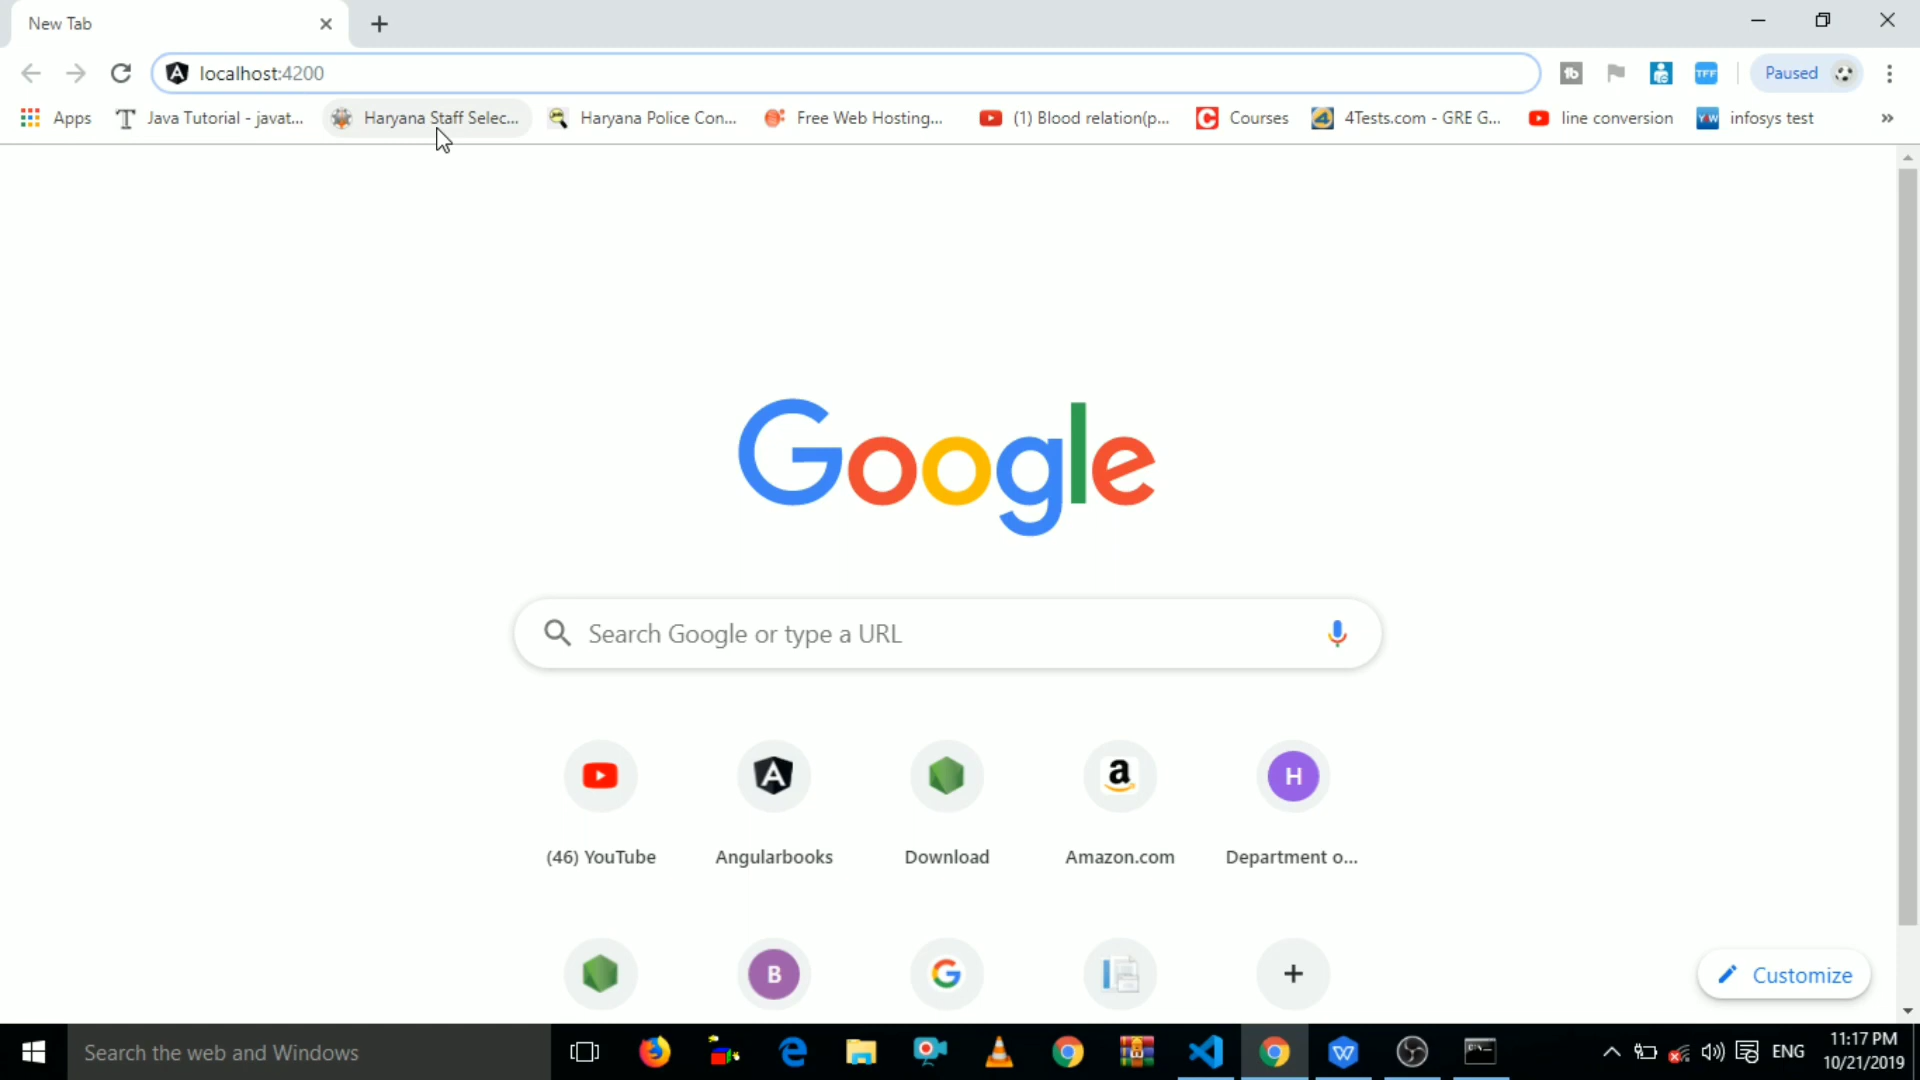 New Tab
localhost:4200
TFF
Paused
Apps
Java Tutorial - javat...
Haryana Staff Selec...
Haryana Police Con...
Free Web Hosting...
(1) Blood relation(p...
Courses
4Tests.com - GRE G...
line conversion
infosys test
Google
Search Google or type a URL
H
(46) YouTube
Angularbooks
Download
Amazon.com
Department o...
B
Customize
Search the web and Windows
ENG
11:17 PM
10/21/2019